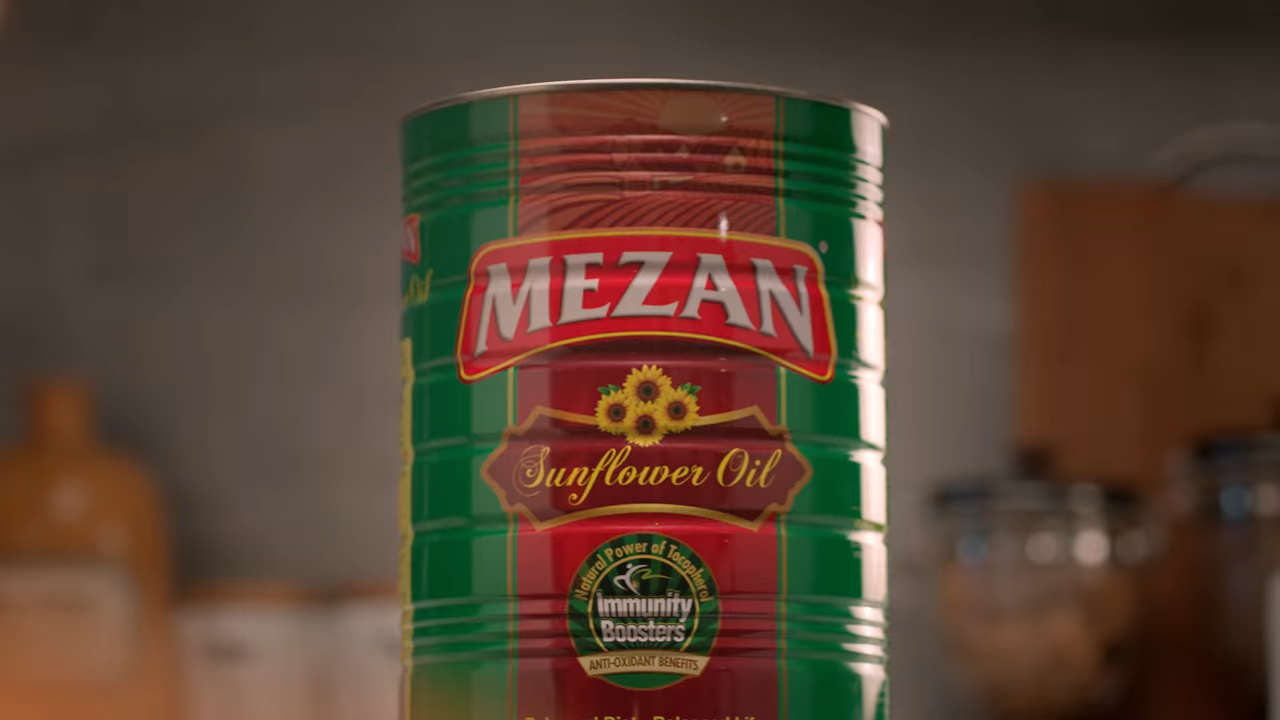 MEZAN
Sunflower Oil
Natural Power of Tocopherol
Immunity
Boosters
ANTI-OXIDANT BENEFITS